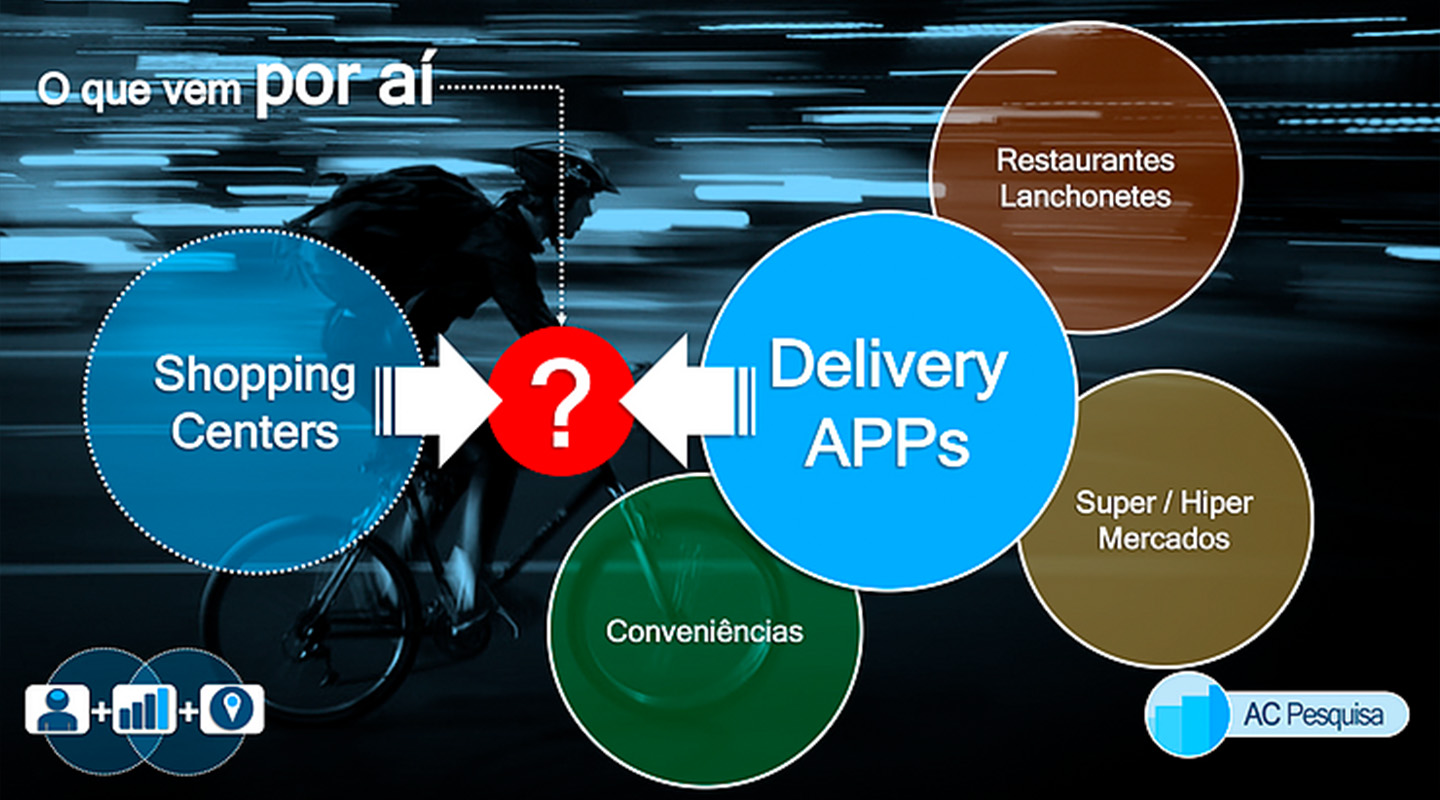 O que vem por aí
Restaurantes
Lanchonetes
Shopping
Centers
?
Delivery
APPs
Super / Hiper
Mercados
Conveniências
+ +
AC Pesquisa